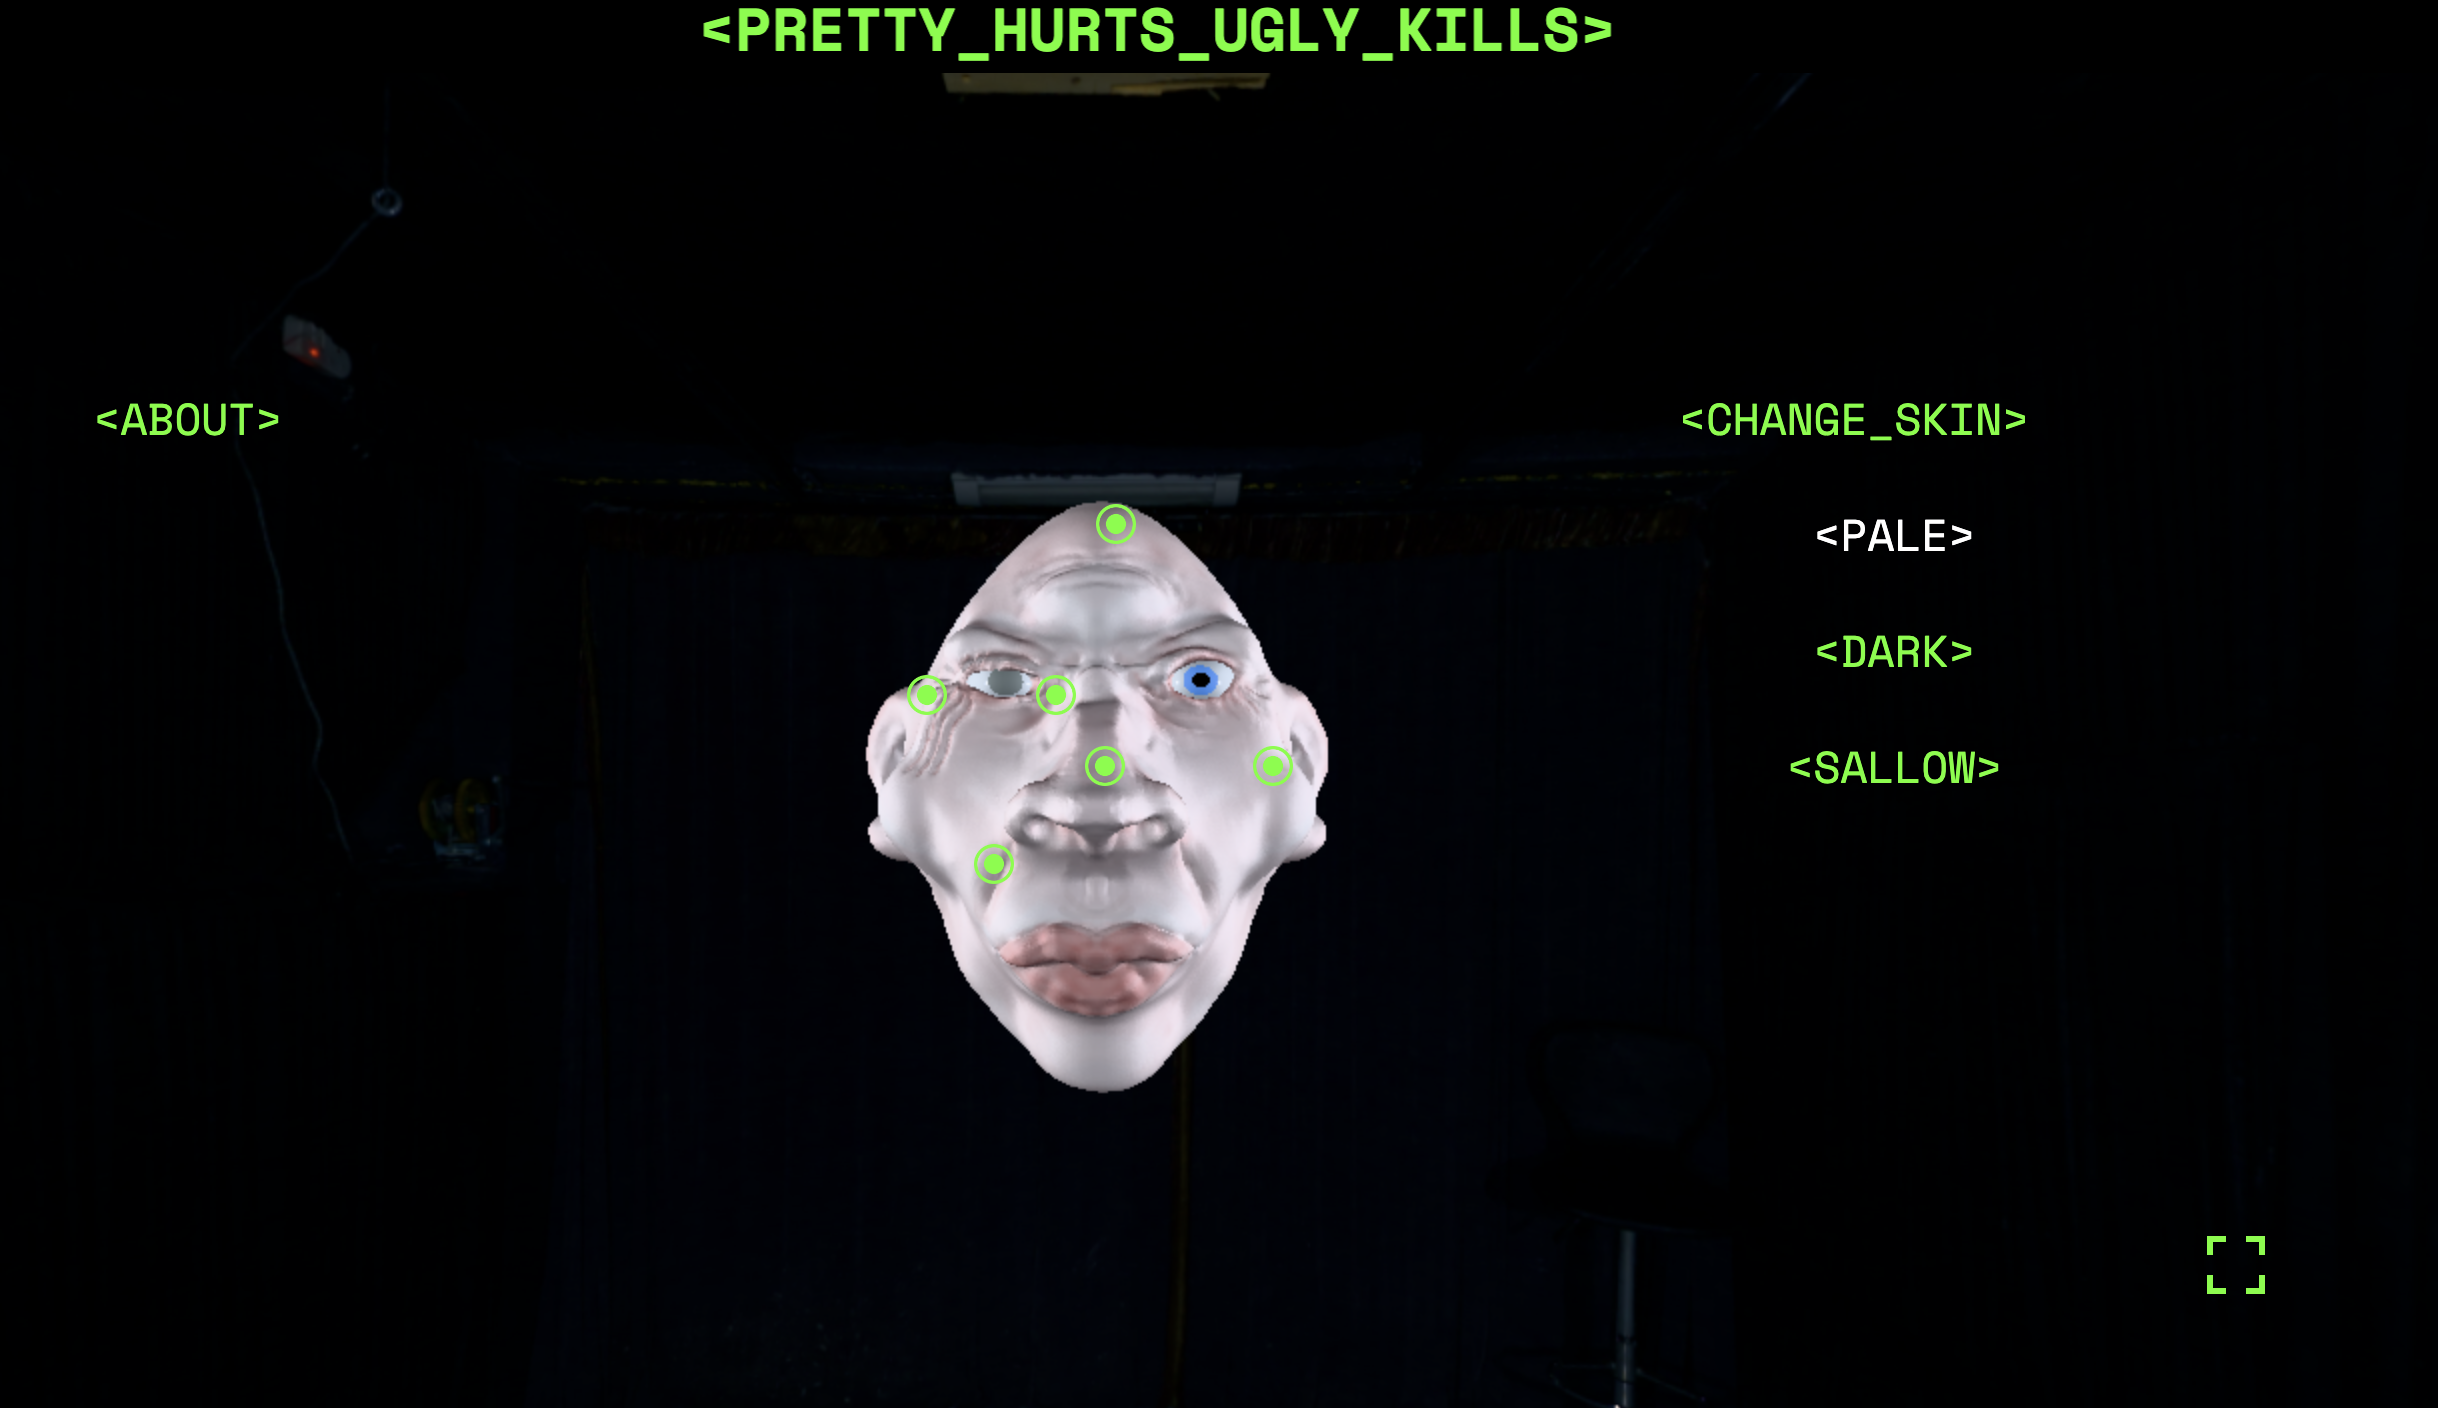 <PRETTY_HURTS_UGLY_KILLS>
<ABOUT>
<CHANGE_SKIN>
<PALE>
<DARK>
<SALLOW>